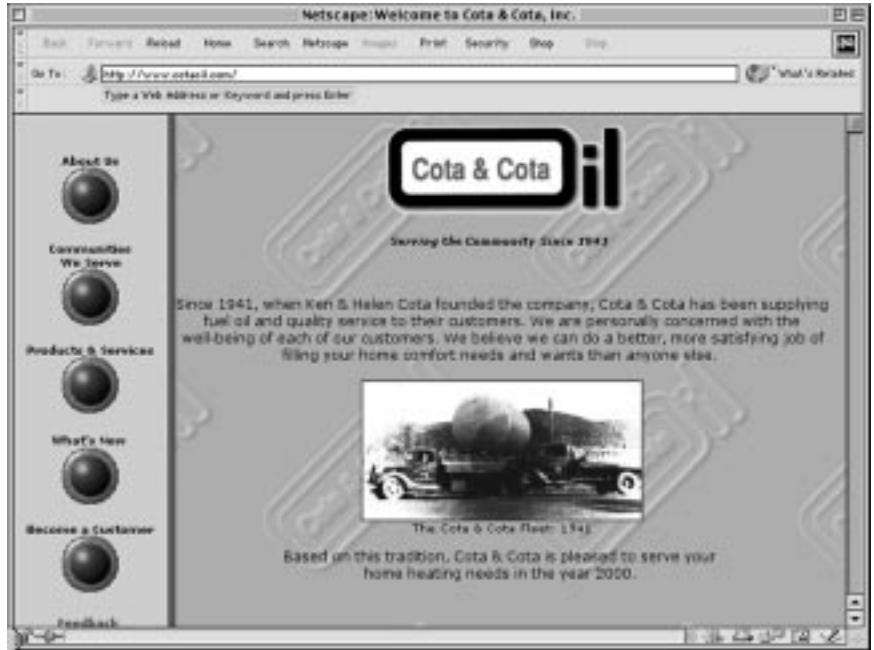 Netscape: Welcome to Cota & Cota, Inc.
Back Forward Reload Home Search Netscape Images Print Security Shop Stop
Go To: http://www.cotaoil.com/ What's Related
Type a Web Address or Keyword and press Enter
About Us
Communities
We Serve
Products & Services
What's New
Become a Customer
Feedback
Cota & Cota Oil
Serving the Community Since 1941
Since 1941, when Ken & Helen Cota founded the company, Cota & Cota has been supplying
fuel oil and quality service to their customers. We are personally concerned with the
well-being of each of our customers. We believe we can do a better, more satisfying job of
filling your home comfort needs and wants than anyone else.
The Cota & Cota Fleet: 1941
Based on this tradition, Cota & Cota is pleased to serve your
home heating needs in the year 2000.